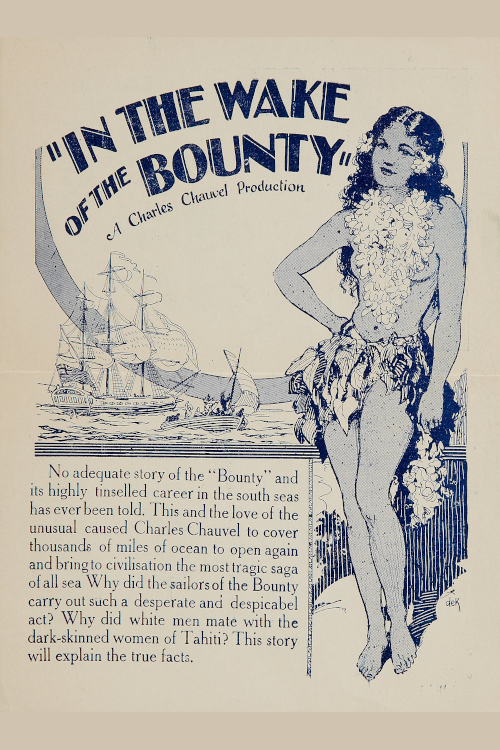 "IN THE WAKE
OF THE BOUNTY"
A Charles Chauvel Production
No adequate story of the "Bounty" and
its highly tinselled career in the south seas
has ever been told. This and the love of the
unusual caused Charles Chauvel to cover
thousands of miles of ocean to open again
and bring to civilisation the most tragic saga
of all sea Why did the sailors of the Bounty
carry out such a desperate and despicabel
act? Why did white men mate with the
dark-skinned women of Tahiti? This story
will explain the true facts.
dEK